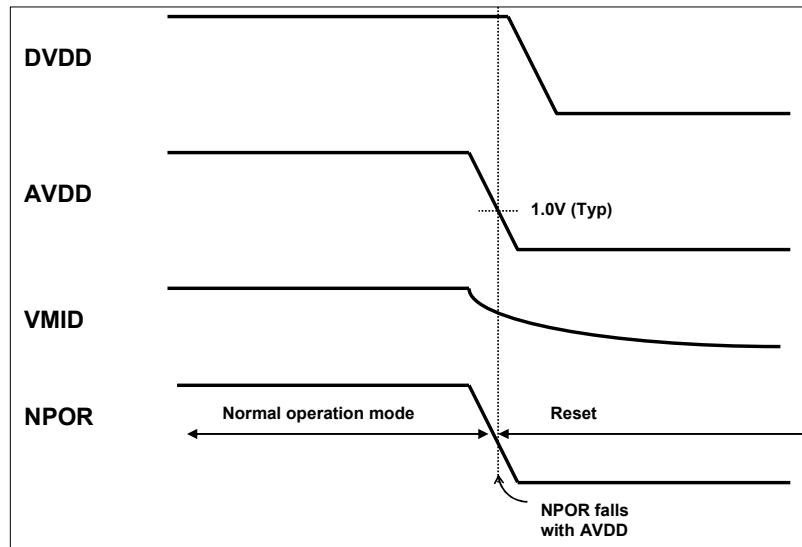 DVDD
AVDD
1.0V (Typ)
VMID
NPOR
Normal operation mode
Reset
NPOR falls
with AVDD